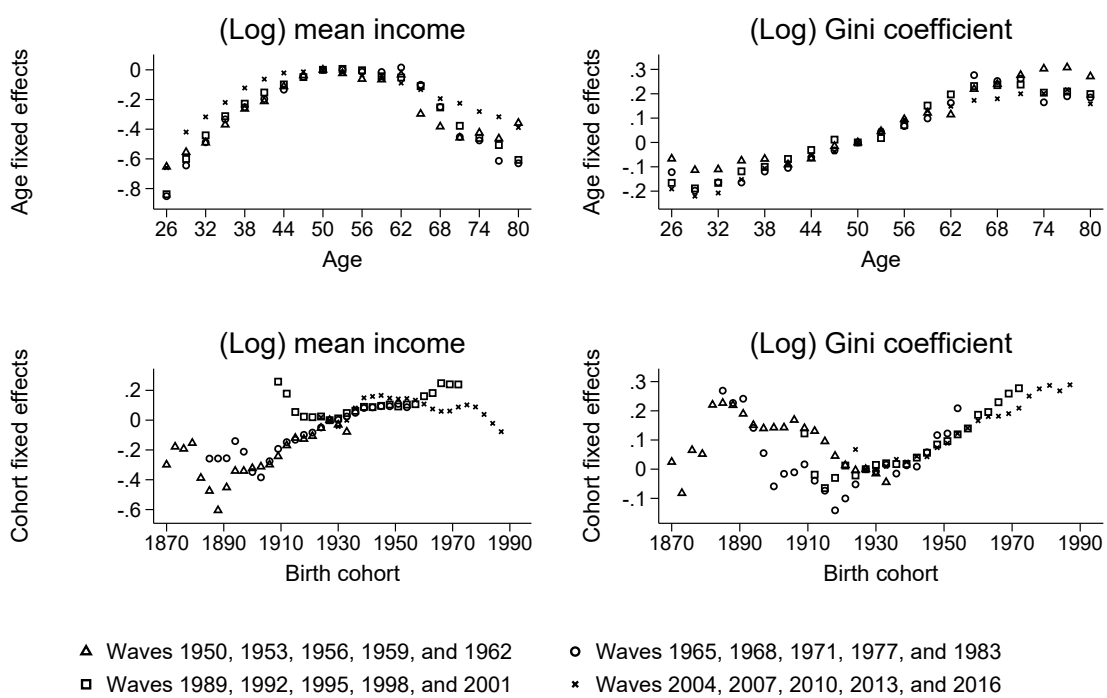 (Log) mean income
Age fixed effects
0
-.2
-.4
-.6
-.8
26 32 38 44 50 56 62 68 74 80
Age
(Log) Gini coefficient
Age fixed effects
.3
.2
.1
0
-.1
-.2
26 32 38 44 50 56 62 68 74 80
Age
(Log) mean income
Cohort fixed effects
.2
0
-.2
-.4
-.6
1870 1890 1910 1930 1950 1970 1990
Birth cohort
(Log) Gini coefficient
Cohort fixed effects
.3
.2
.1
0
-.1
1870 1890 1910 1930 1950 1970 1990
Birth cohort
Waves 1950, 1953, 1956, 1959, and 1962
Waves 1965, 1968, 1971, 1977, and 1983
Waves 1989, 1992, 1995, 1998, and 2001
Waves 2004, 2007, 2010, 2013, and 2016